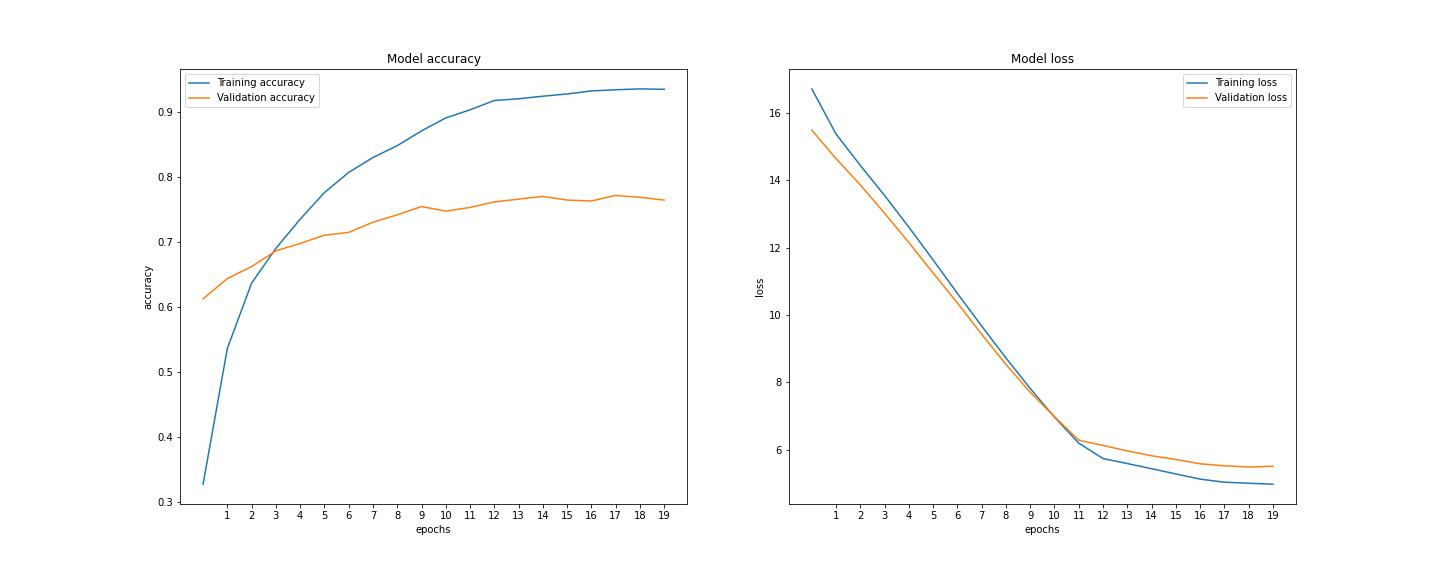 Model accuracy
Training accuracy
Validation accuracy
accuracy
0.9
0.8
0.7
0.6
0.5
0.4
0.3
1 2 3 4 5 6 7 8 9 10 11 12 13 14 15 16 17 18 19
epochs
Model loss
Training loss
Validation loss
loss
16
14
12
10
8
6
1 2 3 4 5 6 7 8 9 10 11 12 13 14 15 16 17 18 19
epochs